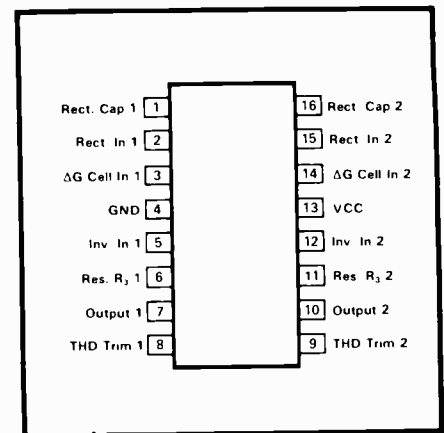 Rect. Cap 1 1
16 Rect Cap 2
Rect In 1 2
15 Rect In 2
ΔG Cell In 1 3
14 ΔG Cell In 2
GND 4
13 VCC
Inv In 1 5
12 Inv In 2
Res. R₃ 1 6
11 Res R₃ 2
Output 1 7
10 Output 2
THD Trim 1 8
9 THD Trim 2